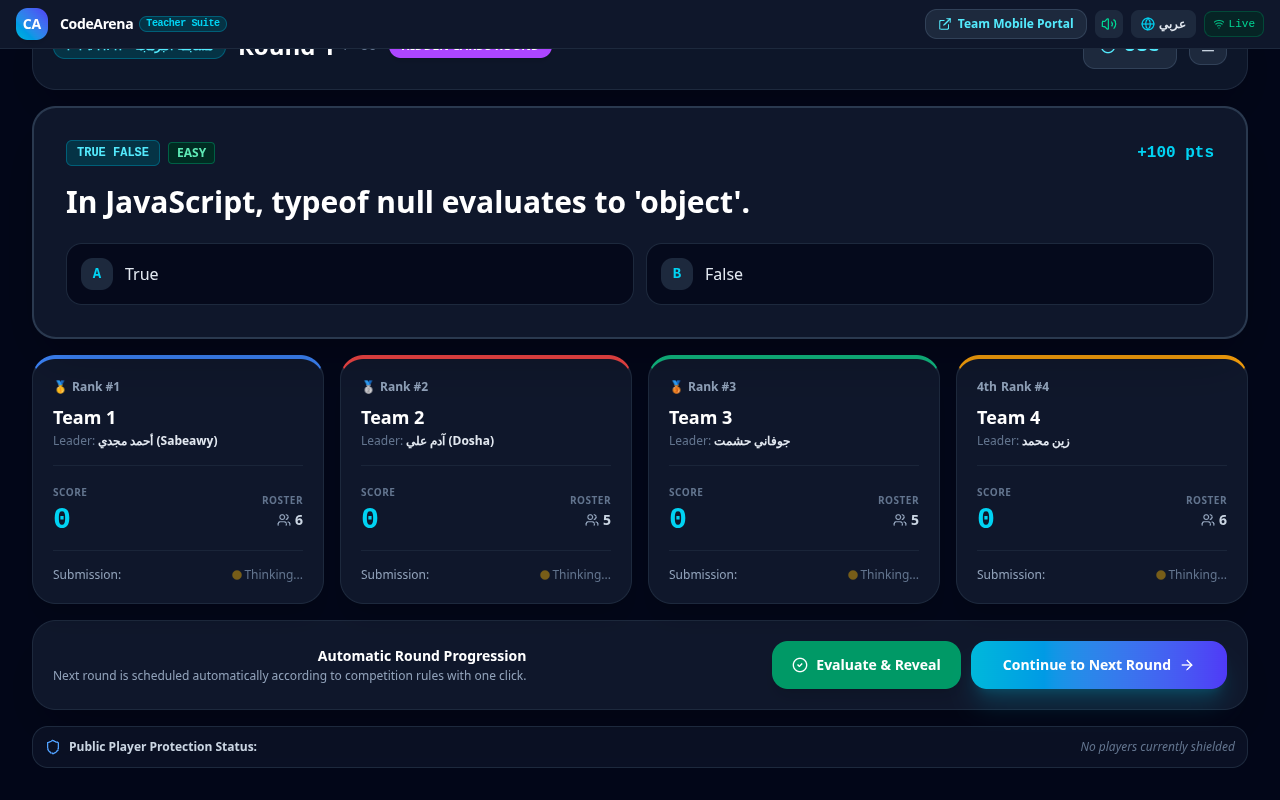 CA CodeArena Teacher Suite Team Mobile Portal عربي Live
Round 1
TRUE FALSE EASY +100 pts
In JavaScript, typeof null evaluates to 'object'.
A True B False
🥇 Rank #1
Team 1
Leader: أحمد مجدي (Sabeawy)
SCORE
ROSTER
0
6
Submission: Thinking...
🥈 Rank #2
Team 2
Leader: آدم علي (Dosha)
SCORE
ROSTER
0
5
Submission: Thinking...
🥉 Rank #3
Team 3
Leader: جوفاني حشمت
SCORE
ROSTER
0
5
Submission: Thinking...
4th Rank #4
Team 4
Leader: زين محمد
SCORE
ROSTER
0
6
Submission: Thinking...
Automatic Round Progression
Next round is scheduled automatically according to competition rules with one click.
Evaluate & Reveal Continue to Next Round
Public Player Protection Status: No players currently shielded